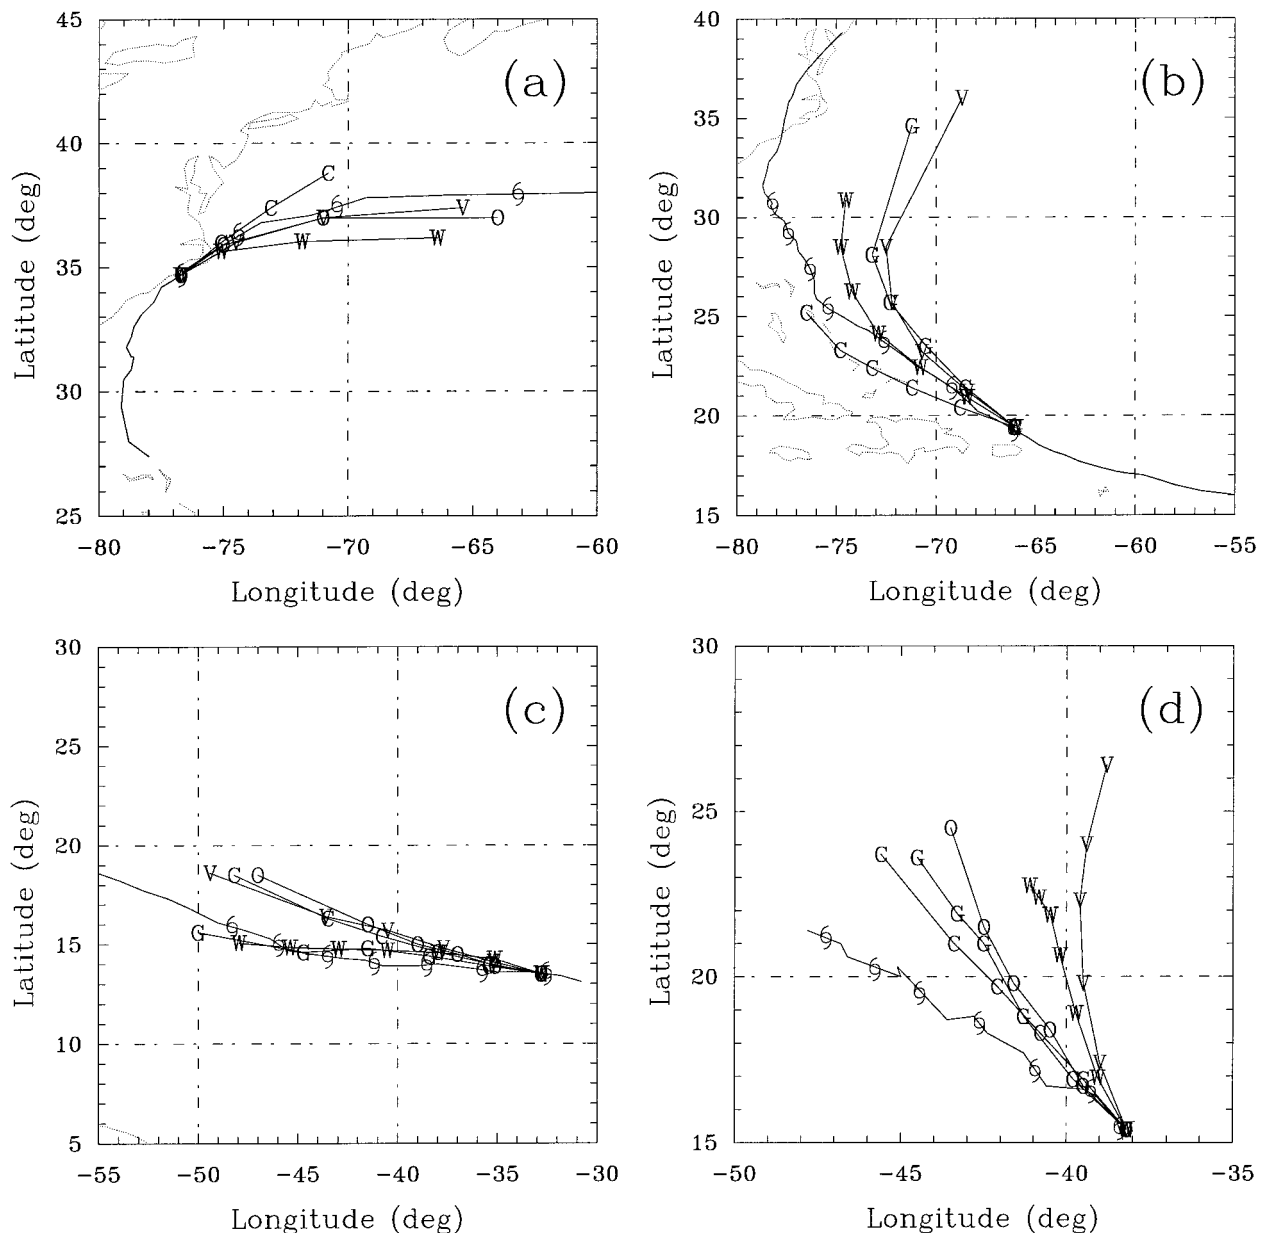 (a)
45
40
35
30
25
Latitude (deg)
-80 -75 -70 -65 -60
Longitude (deg)
C
C
V
O
V
W
W
W
(b)
40
35
30
25
20
15
Latitude (deg)
-80 -75 -70 -65 -60 -55
Longitude (deg)
V
G
W
W
V
G
W
G
C
W
G
C
C
W
C
G
C
W
(c)
30
25
20
15
10
5
Latitude (deg)
-55 -50 -45 -40 -35 -30
Longitude (deg)
V C O
O
V
C
O
V
O
G W W W G W
G
W
(d)
30
25
20
15
Latitude (deg)
-50 -45 -40 -35
Longitude (deg)
V
O
V
C G
W
W
V
G W
O
C G
W
C O V
W
G
O
V
W